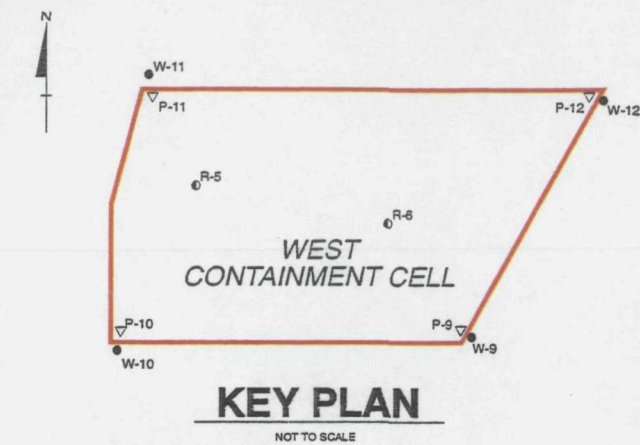 N
W-11
P-11
P-12
W-12
R-5
R-6
WEST
CONTAINMENT CELL
P-10
P-9
W-10
W-9
KEY PLAN
NOT TO SCALE